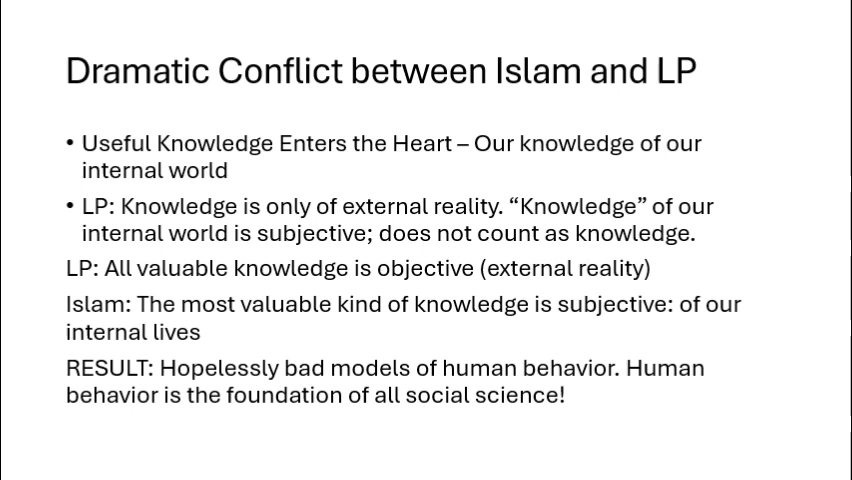 Dramatic Conflict between Islam and LP
• Useful Knowledge Enters the Heart – Our knowledge of our
internal world
• LP: Knowledge is only of external reality. “Knowledge” of our
internal world is subjective; does not count as knowledge.
LP: All valuable knowledge is objective (external reality)
Islam: The most valuable kind of knowledge is subjective: of our
internal lives
RESULT: Hopelessly bad models of human behavior. Human
behavior is the foundation of all social science!